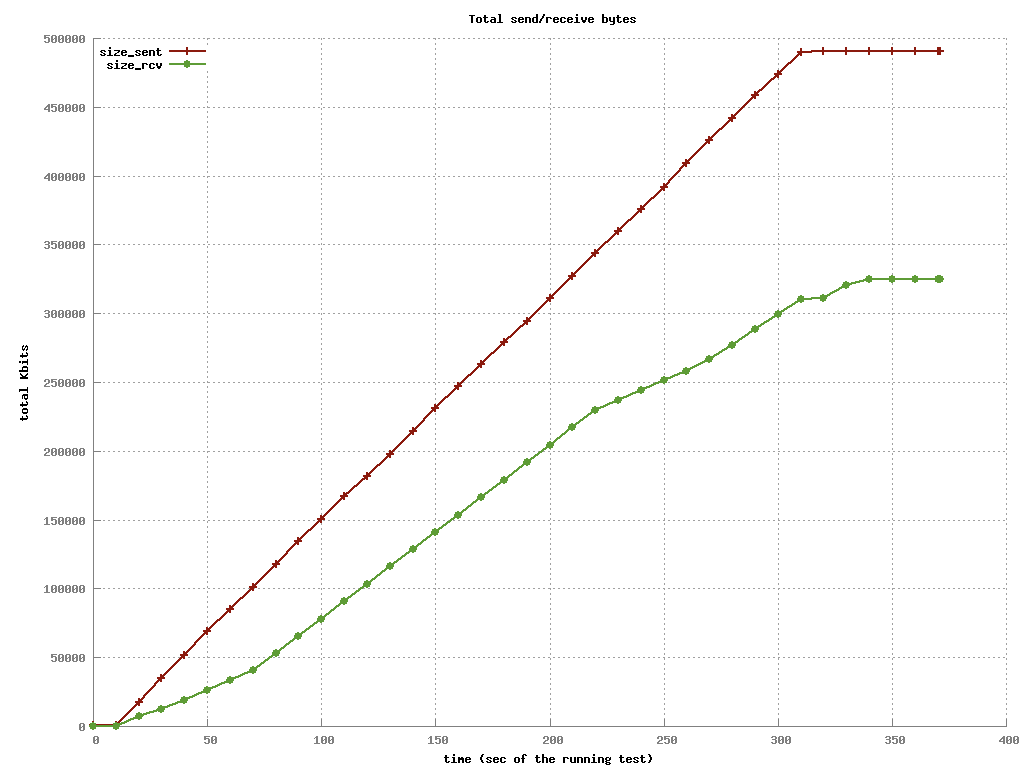 Total send/receive bytes
size_sent
size_rcv
500000
450000
400000
350000
300000
250000
200000
150000
100000
50000
0
total Kbits
0 50 100 150 200 250 300 350 400
time (sec of the running test)